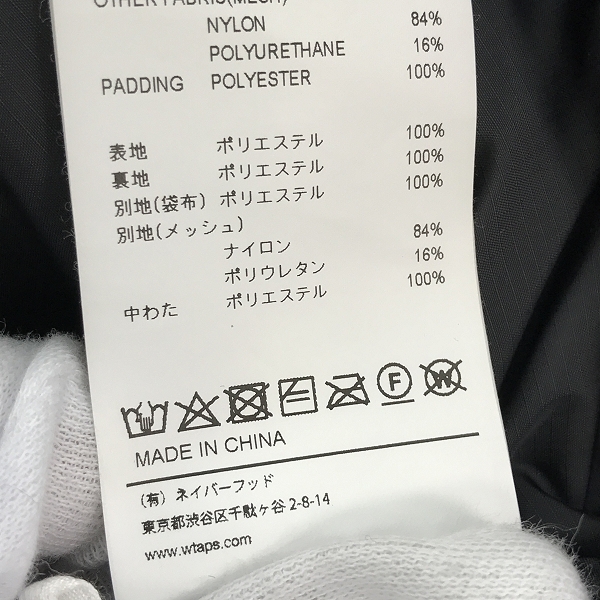 OTHER FABRIC(MESH)
NYLON 84%
POLYURETHANE 16%
PADDING POLYESTER 100%
表地 ポリエステル 100%
裏地 ポリエステル 100%
別地(袋布) ポリエステル 100%
別地(メッシュ)
ナイロン 84%
ポリウレタン 16%
中わた ポリエステル 100%
F W
MADE IN CHINA
(有) ネイバーフッド
東京都渋谷区千駄ヶ谷 2-8-14
www.wtaps.com